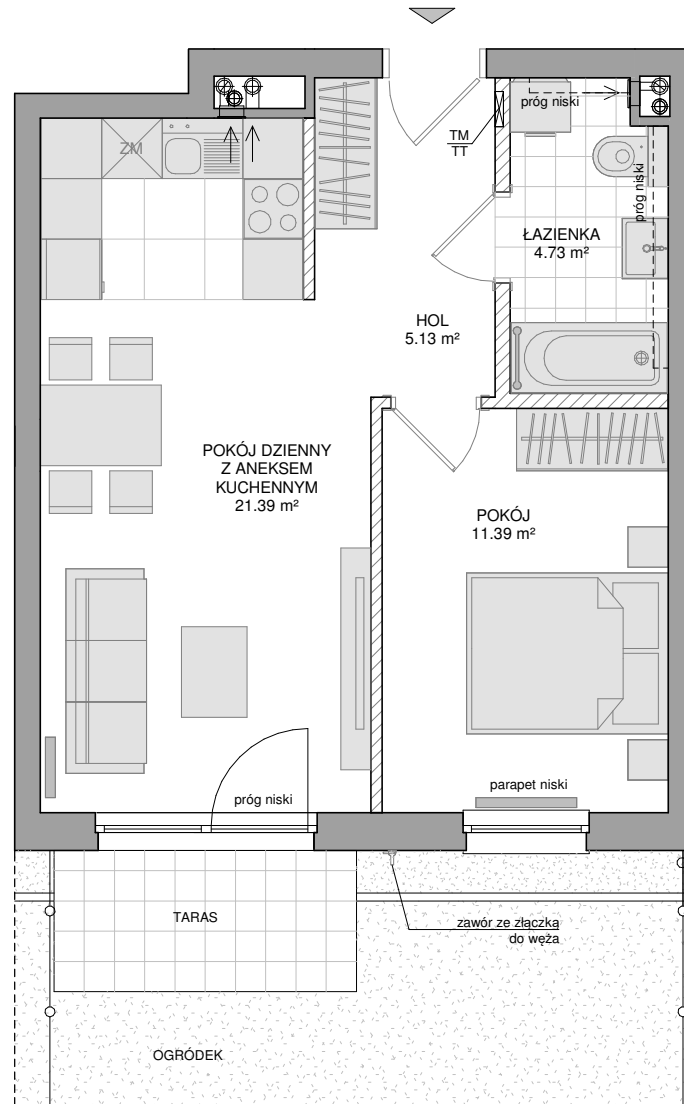 próg niski
ZM
TM
TT
próg niski
ŁAZIENKA
4.73 m²
HOL
5.13 m²
POKÓJ DZIENNY
Z ANEKSEM
KUCHENNYM
21.39 m²
POKÓJ
11.39 m²
parapet niski
próg niski
TARAS
zawór ze złączką
do węża
OGRÓDEK